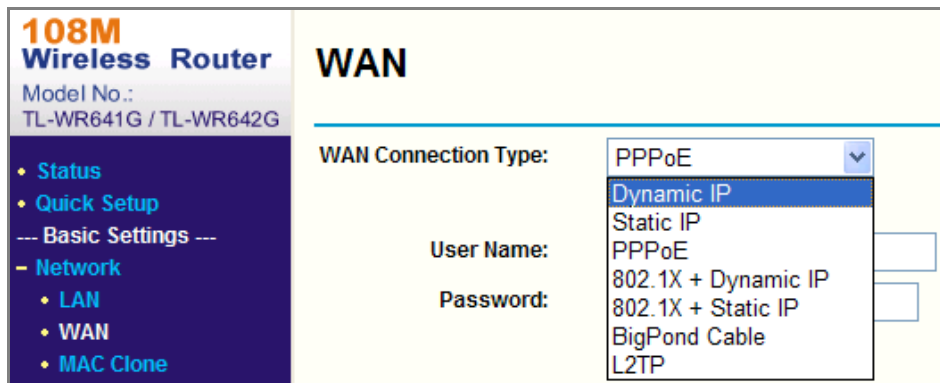 108M
Wireless Router
Model No.:
TL-WR641G / TL-WR642G
• Status
• Quick Setup
--- Basic Settings ---
– Network
• LAN
• WAN
• MAC Clone
WAN
WAN Connection Type:
PPPoE
Dynamic IP
Static IP
PPPoE
802.1X + Dynamic IP
802.1X + Static IP
BigPond Cable
L2TP
User Name:
Password: